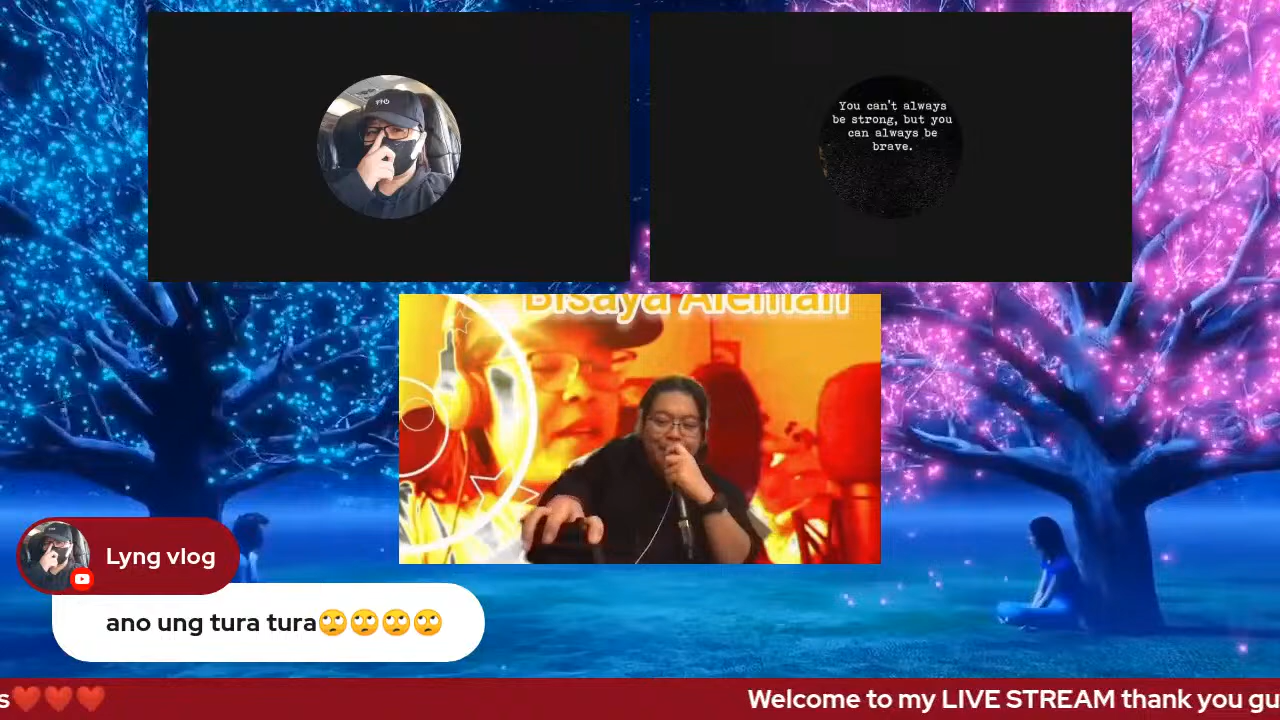 You can't always
be strong, but you
can always be
brave.
Bisaya Aleman
Lyng vlog
ano ung tura tura🙄🙄🙄🙄
s❤️❤️❤️ Welcome to my LIVE STREAM thank you gu